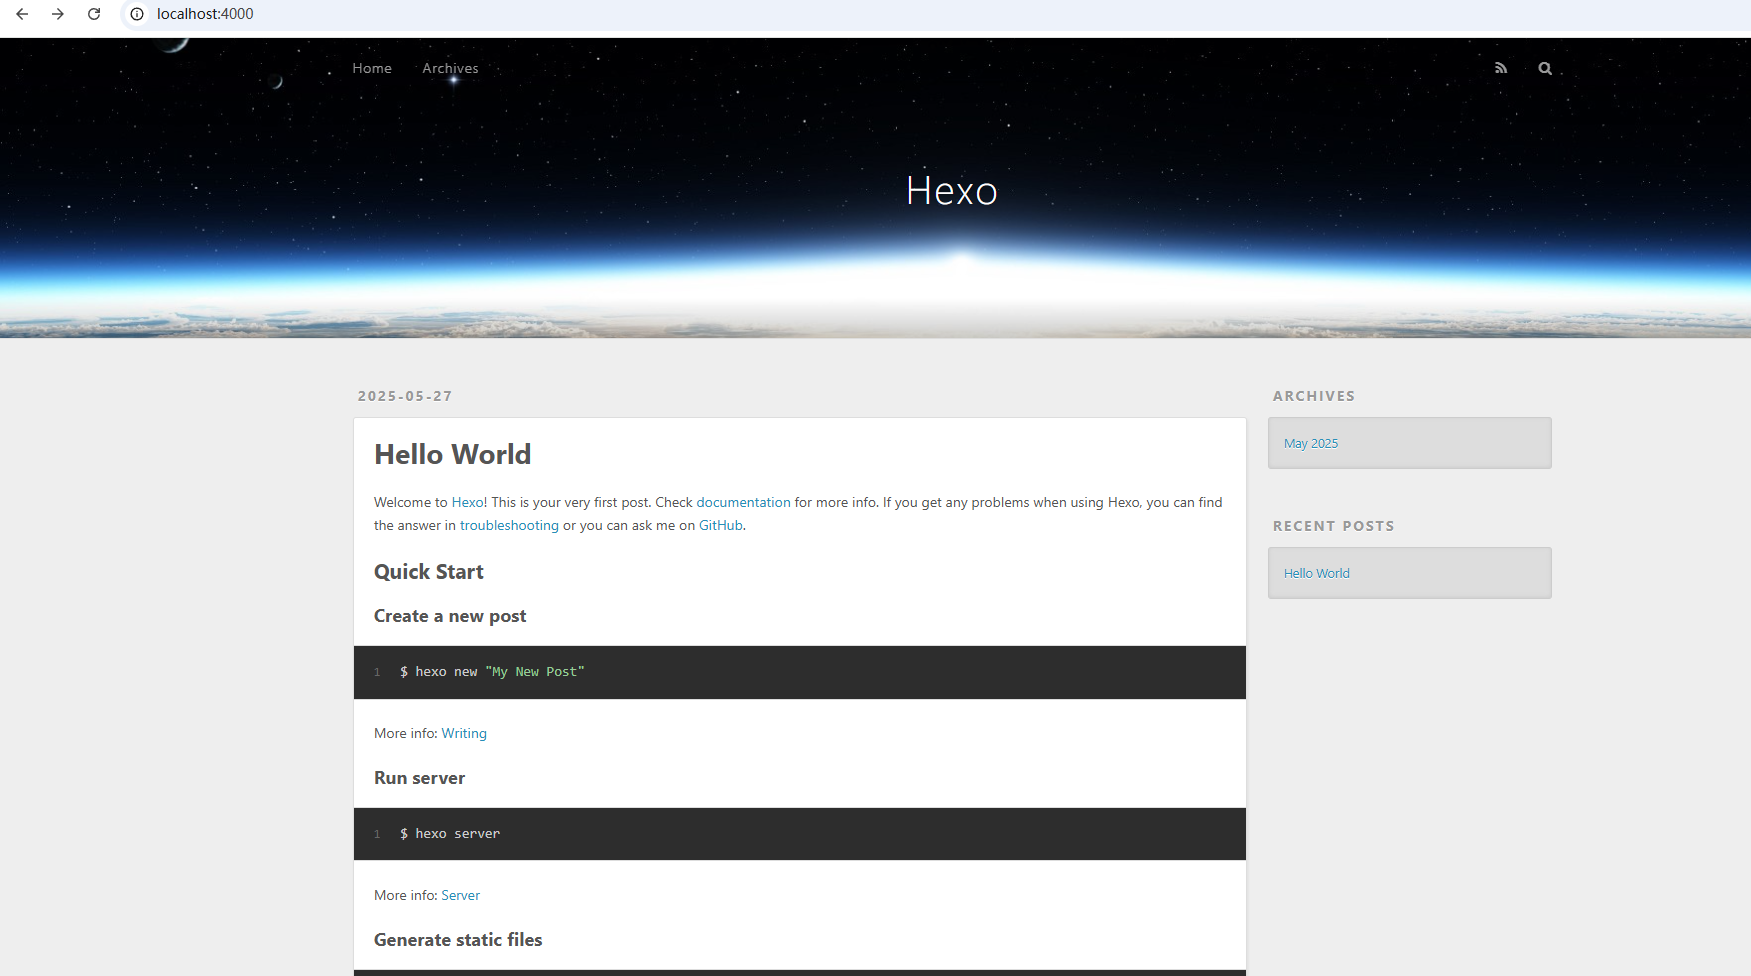 localhost:4000
Home Archives
Hexo
2025-05-27
Hello World
Welcome to Hexo! This is your very first post. Check documentation for more info. If you get any problems when using Hexo, you can find
the answer in troubleshooting or you can ask me on GitHub.
Quick Start
Create a new post
1 $ hexo new "My New Post"
More info: Writing
Run server
1 $ hexo server
More info: Server
Generate static files
ARCHIVES
May 2025
RECENT POSTS
Hello World